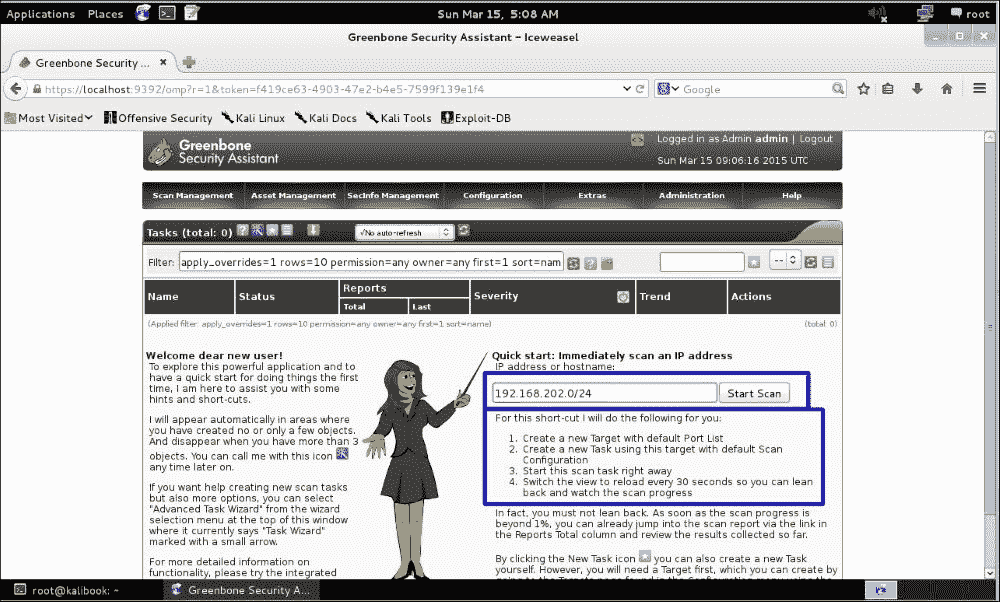 Applications Places
Sun Mar 15, 5:08 AM
root
Greenbone Security Assistant - Iceweasel
Greenbone Security ...
https://localhost:9392/omp?r=1&token=f419ce63-4903-47e2-b4e5-7599f139e1f4
Google
Most Visited
Offensive Security
Kali Linux
Kali Docs
Kali Tools
Exploit-DB
Greenbone
Security Assistant
Logged in as Admin admin | Logout
Sun Mar 15 09:06:16 2015 UTC
Scan Management
Asset Management
SecInfo Management
Configuration
Extras
Administration
Help
Tasks (total: 0)
√No auto-refresh
Filter:
apply_overrides=1 rows=10 permission=any owner=any first=1 sort=nam
--
Name
Status
Reports
Total
Last
Severity
Trend
Actions
(Applied filter: apply_overrides=1 rows=10 permission=any owner=any first=1 sort=name)
(total: 0)
Welcome dear new user!
To explore this powerful application and to
have a quick start for doing things the first
time, I am here to assist you with some
hints and short-cuts.
I will appear automatically in areas where
you have created no or only a few objects.
And disappear when you have more than 3
objects. You can call me with this icon
any time later on.
If you want help creating new scan tasks
but also more options, you can select
"Advanced Task Wizard" from the wizard
selection menu at the top of this window
where it currently says "Task Wizard"
marked with a small arrow.
For more detailed information on
functionality, please try the integrated
Quick start: Immediately scan an IP address
IP address or hostname:
192.168.202.0/24
Start Scan
For this short-cut I will do the following for you:
1. Create a new Target with default Port List
2. Create a new Task using this target with default Scan
Configuration
3. Start this scan task right away
4. Switch the view to reload every 30 seconds so you can lean
back and watch the scan progress
In fact, you must not lean back. As soon as the scan progress is
beyond 1%, you can already jump into the scan report via the link in
the Reports Total column and review the results collected so far.
By clicking the New Task icon you can also create a new Task
yourself. However, you will need a Target first, which you can create by
root@kalibook: ~
Greenbone Security A...